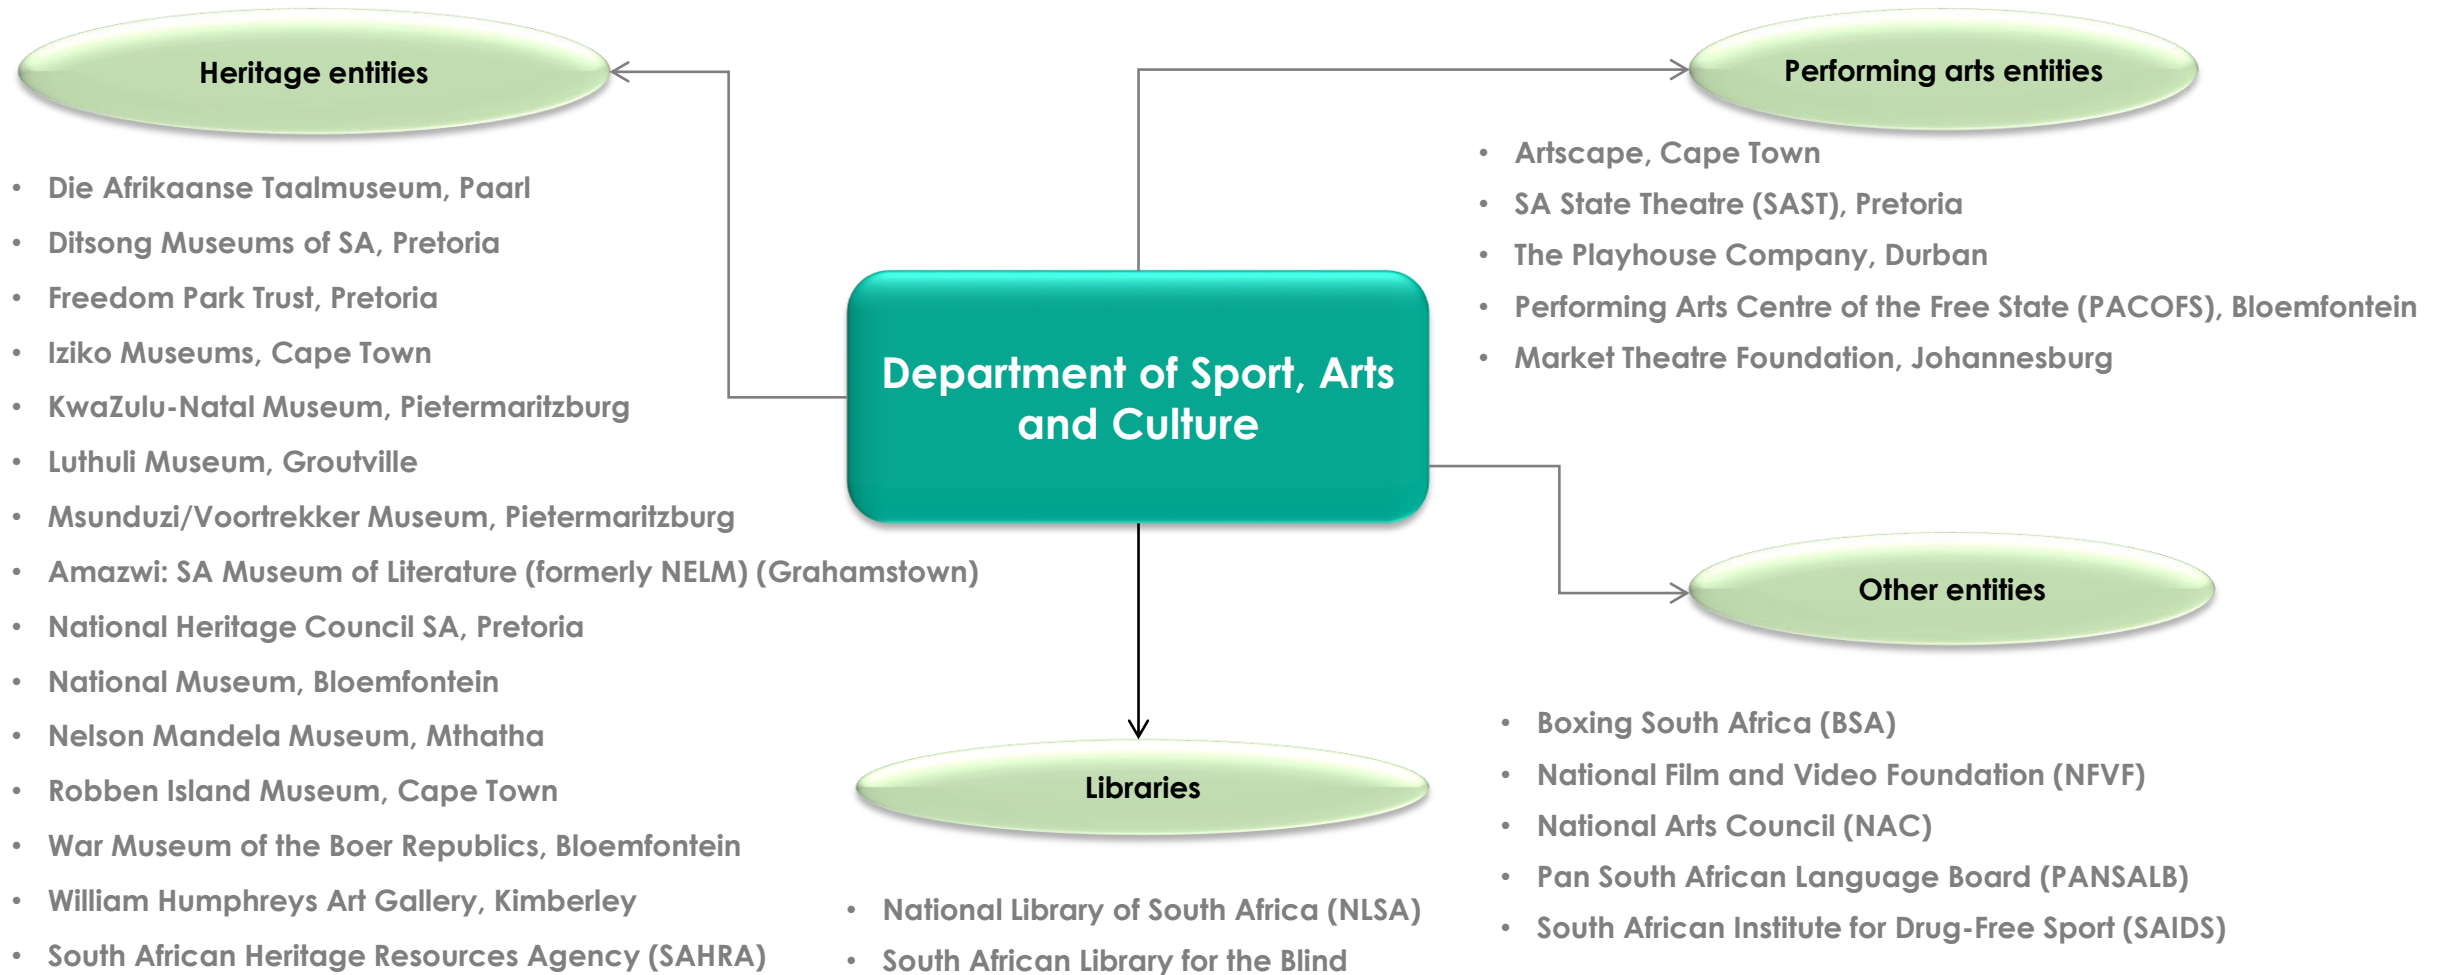 Heritage entities
• Die Afrikaanse Taalmuseum, Paarl
• Ditsong Museums of SA, Pretoria
• Freedom Park Trust, Pretoria
• Iziko Museums, Cape Town
• KwaZulu-Natal Museum, Pietermaritzburg
• Luthuli Museum, Groutville
• Msunduzi/Voortrekker Museum, Pietermaritzburg
• Amazwi: SA Museum of Literature (formerly NELM) (Grahamstown)
• National Heritage Council SA, Pretoria
• National Museum, Bloemfontein
• Nelson Mandela Museum, Mthatha
• Robben Island Museum, Cape Town
• War Museum of the Boer Republics, Bloemfontein
• William Humphreys Art Gallery, Kimberley
• South African Heritage Resources Agency (SAHRA)
Department of Sport, Arts
and Culture
Libraries
• National Library of South Africa (NLSA)
• South African Library for the Blind
Performing arts entities
• Artscape, Cape Town
• SA State Theatre (SAST), Pretoria
• The Playhouse Company, Durban
• Performing Arts Centre of the Free State (PACOFS), Bloemfontein
• Market Theatre Foundation, Johannesburg
Other entities
• Boxing South Africa (BSA)
• National Film and Video Foundation (NFVF)
• National Arts Council (NAC)
• Pan South African Language Board (PANSALB)
• South African Institute for Drug-Free Sport (SAIDS)